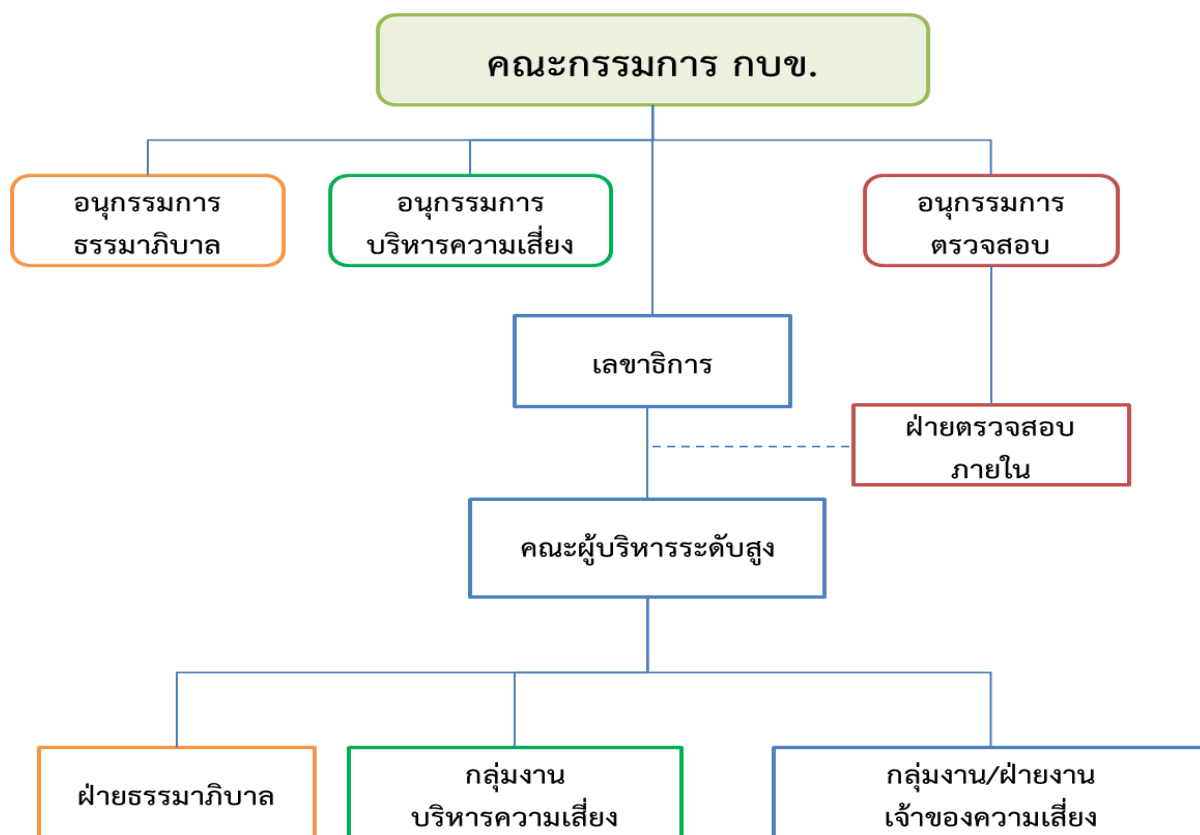 คณะกรรมการ กบข.
อนุกรรมการ
ธรรมาภิบาล
อนุกรรมการ
บริหารความเสี่ยง
อนุกรรมการ
ตรวจสอบ
เลขาธิการ
ฝ่ายตรวจสอบ
ภายใน
คณะผู้บริหารระดับสูง
ฝ่ายธรรมาภิบาล
กลุ่มงาน
บริหารความเสี่ยง
กลุ่มงาน/ฝ่ายงาน
เจ้าของความเสี่ยง